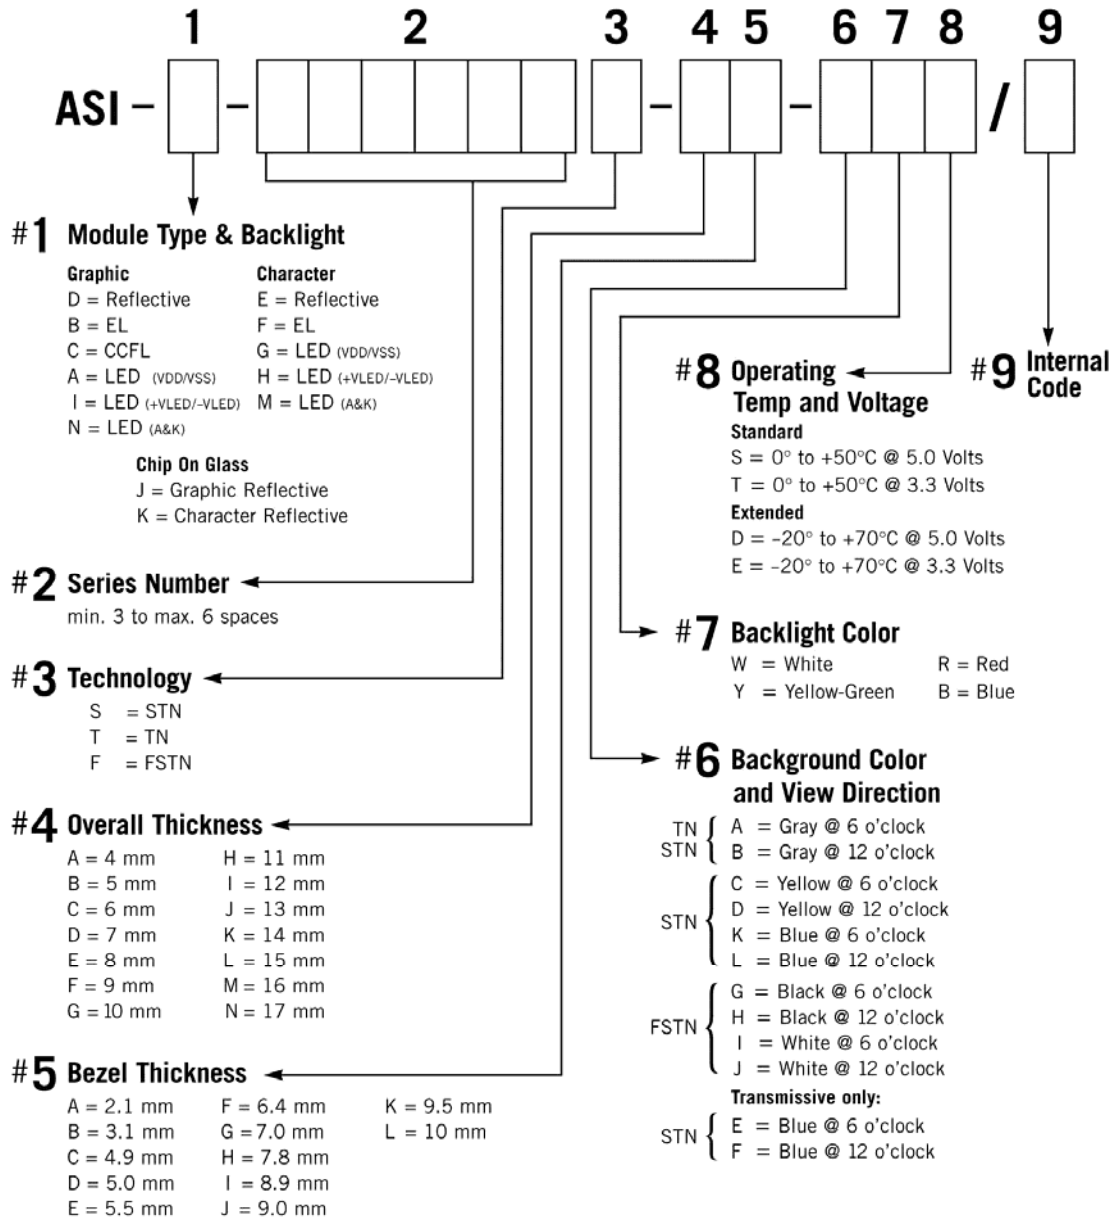 1 2 3 4 5 6 7 8 9
ASI – – – – /
#1 Module Type & Backlight
Graphic
D = Reflective
B = EL
C = CCFL
A = LED (VDD/VSS)
I = LED (+VLED/–VLED)
N = LED (A&K)
Character
E = Reflective
F = EL
G = LED (VDD/VSS)
H = LED (+VLED/–VLED)
M = LED (A&K)
Chip On Glass
J = Graphic Reflective
K = Character Reflective
#2 Series Number
min. 3 to max. 6 spaces
#3 Technology
S = STN
T = TN
F = FSTN
#4 Overall Thickness
A = 4 mm
B = 5 mm
C = 6 mm
D = 7 mm
E = 8 mm
F = 9 mm
G = 10 mm
H = 11 mm
I = 12 mm
J = 13 mm
K = 14 mm
L = 15 mm
M = 16 mm
N = 17 mm
#5 Bezel Thickness
A = 2.1 mm
B = 3.1 mm
C = 4.9 mm
D = 5.0 mm
E = 5.5 mm
F = 6.4 mm
G = 7.0 mm
H = 7.8 mm
I = 8.9 mm
J = 9.0 mm
K = 9.5 mm
L = 10 mm
#9 Internal
Code
#8 Operating
Temp and Voltage
Standard
S = 0° to +50°C @ 5.0 Volts
T = 0° to +50°C @ 3.3 Volts
Extended
D = –20° to +70°C @ 5.0 Volts
E = –20° to +70°C @ 3.3 Volts
#7 Backlight Color
W = White
Y = Yellow-Green
R = Red
B = Blue
#6 Background Color
and View Direction
TN
STN
A = Gray @ 6 o'clock
B = Gray @ 12 o'clock
STN
C = Yellow @ 6 o'clock
D = Yellow @ 12 o'clock
K = Blue @ 6 o'clock
L = Blue @ 12 o'clock
FSTN
G = Black @ 6 o'clock
H = Black @ 12 o'clock
I = White @ 6 o'clock
J = White @ 12 o'clock
Transmissive only:
STN
E = Blue @ 6 o'clock
F = Blue @ 12 o'clock